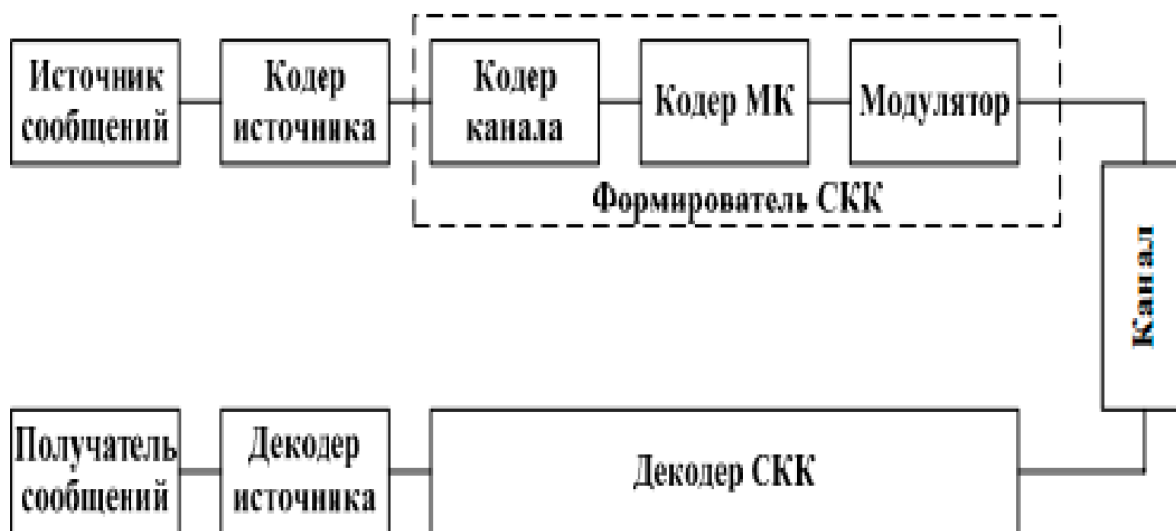 Источник
сообщений
Кодер
источника
Кодер
канала
Кодер МК
Модулятор
Формирователь СКК
Канал
Получатель
сообщений
Декодер
источника
Декодер СКК